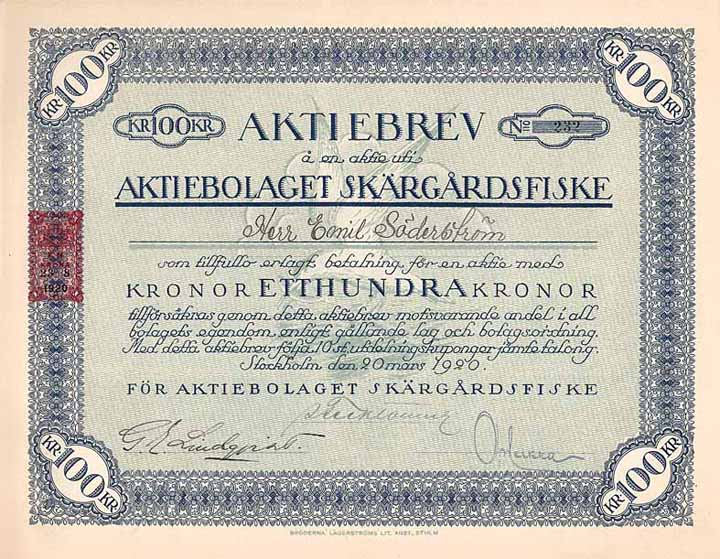 KR 100 KR KR 100 KR
KR 100 KR AKTIEBREV No 232
å en aktie uti
AKTIEBOLAGET SKÄRGÅRDSFISKE
Herr Emil Söderström
som tillfullo erlagt betalning för en aktie med
KRONOR ETTHUNDRA KRONOR
tillförsäkras genom detta aktiebrev motsvarande andel i all
bolagets egendom, enligt gällande lag och bolagsordning.
Med detta aktiebrev följa 10 st. utdelningskuponger jämte talong.
Stockholm den 20 mars 1920.
FÖR AKTIEBOLAGET SKÄRGÅRDSFISKE
G. E. Lindqvist.
KR 100 KR KR 100 KR
BRÖDERNA LAGERSTRÖMS LIT. ANST., STHLM
1920